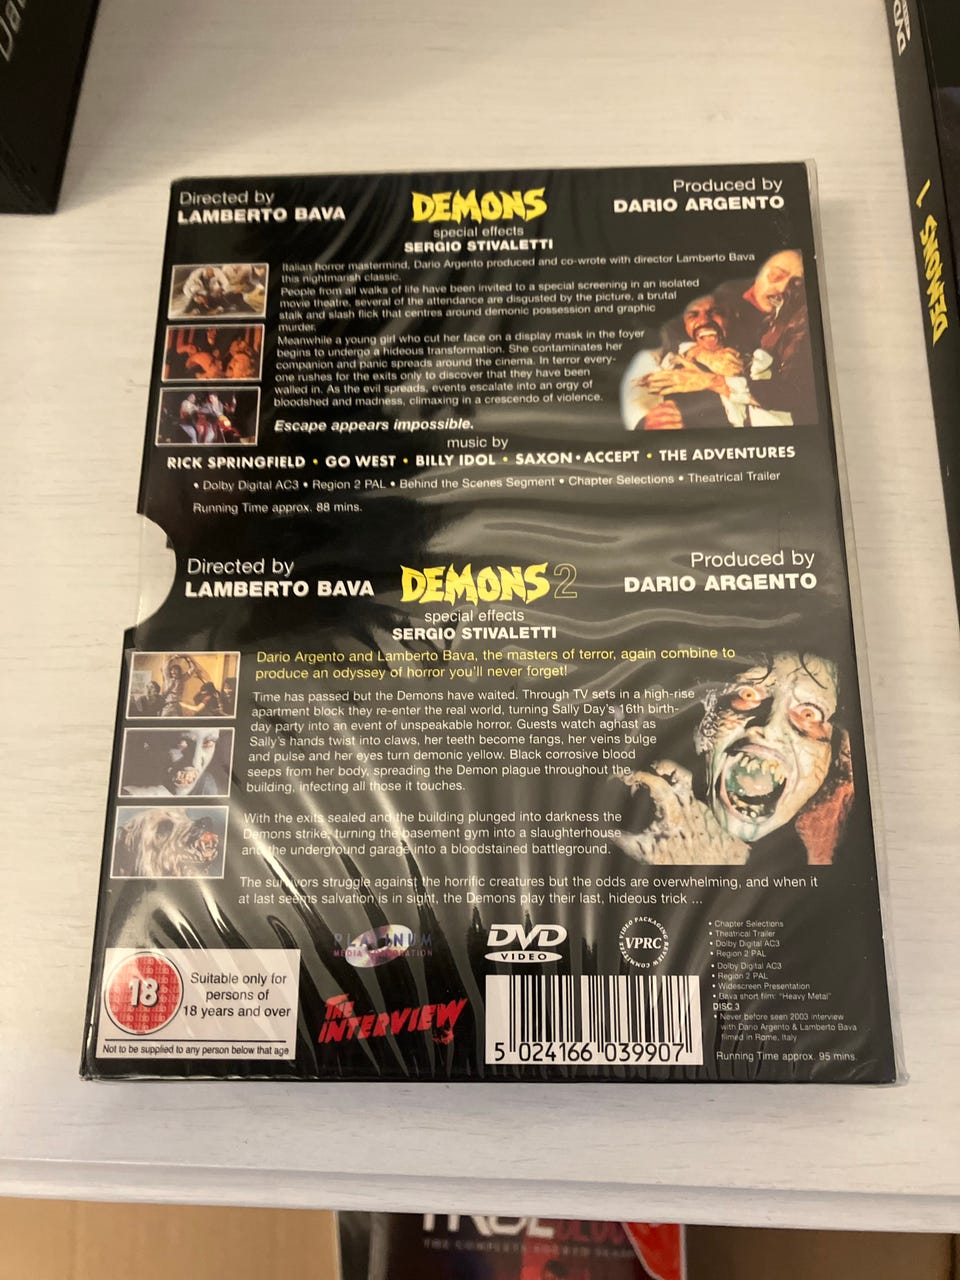 Directed by
LAMBERTO BAVA
DEMONS
special effects
SERGIO STIVALETTI
Produced by
DARIO ARGENTO
Italian horror mastermind, Dario Argento produced and co-wrote with director Lamberto Bava
this nightmarish classic.
People from all walks of life have been invited to a special screening in an isolated
movie theatre, several of the attendance are disgusted by the picture, a brutal
stalk and slash flick that centres around demonic possession and graphic
murder.
Meanwhile a young girl who cut her face on a display mask in the foyer
begins to undergo a hideous transformation. She contaminates her
companion and panic spreads around the cinema. In terror every-
one rushes for the exits only to discover that they have been
walled in. As the evil spreads, events escalate into an orgy of
bloodshed and madness, climaxing in a crescendo of violence.
Escape appears impossible.
music by
RICK SPRINGFIELD • GO WEST • BILLY IDOL • SAXON • ACCEPT • THE ADVENTURES
• Dolby Digital AC3 • Region 2 PAL • Behind the Scenes Segment • Chapter Selections • Theatrical Trailer
Running Time approx. 88 mins.
Directed by
LAMBERTO BAVA
DEMONS 2
special effects
SERGIO STIVALETTI
Produced by
DARIO ARGENTO
Dario Argento and Lamberto Bava, the masters of terror, again combine to
produce an odyssey of horror you'll never forget!
Time has passed but the Demons have waited. Through TV sets in a high-rise
apartment block they re-enter the real world, turning Sally Day's 16th birth-
day party into an event of unspeakable horror. Guests watch aghast as
Sally's hands twist into claws, her teeth become fangs, her veins bulge
and pulse and her eyes turn demonic yellow. Black corrosive blood
seeps from her body, spreading the Demon plague throughout the
building, infecting all those it touches.
With the exits sealed and the building plunged into darkness the
Demons strike, turning the basement gym into a slaughterhouse
and the underground garage into a bloodstained battleground.
The survivors struggle against the horrific creatures but the odds are overwhelming, and when it
at last seems salvation is in sight, the Demons play their last, hideous trick ...
18
Suitable only for
persons of
18 years and over
Not to be supplied to any person below that age
PLATINUM
MEDIA CORPORATION
THE
INTERVIEW
DVD
VIDEO
VIDEO PACKAGING REVIEW COMMITTEE
VPRC
5 024166 039907
• Chapter Selections
• Theatrical Trailer
• Dolby Digital AC3
• Region 2 PAL
• Dolby Digital AC3
• Region 2 PAL
• Widescreen Presentation
• Bava short film: "Heavy Metal"
DISC 3
• Never before seen 2003 interview
with Dario Argento & Lamberto Bava
filmed in Rome, Italy
Running Time approx. 95 mins.
DVD
DEMONS 1
TRUE BLOOD
THE COMPLETE SECOND SEASON